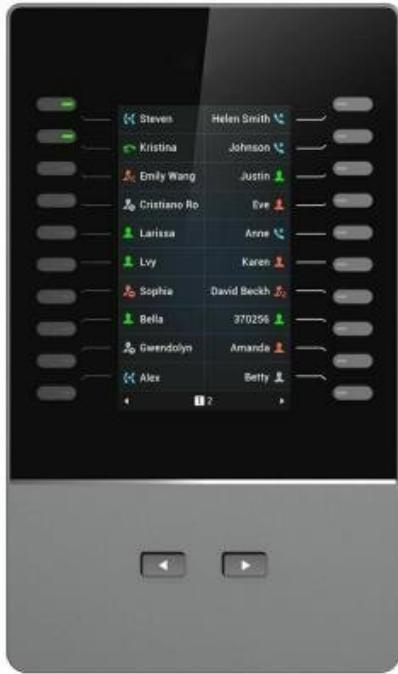 Steven Helen Smith
Kristina Johnson
Emily Wang Justin
Cristiano Ro Eve
Larissa Anne
Lvy Karen
Sophia David Beckh
Bella 370256
Gwendolyn Amanda
Alex Betty
1 2